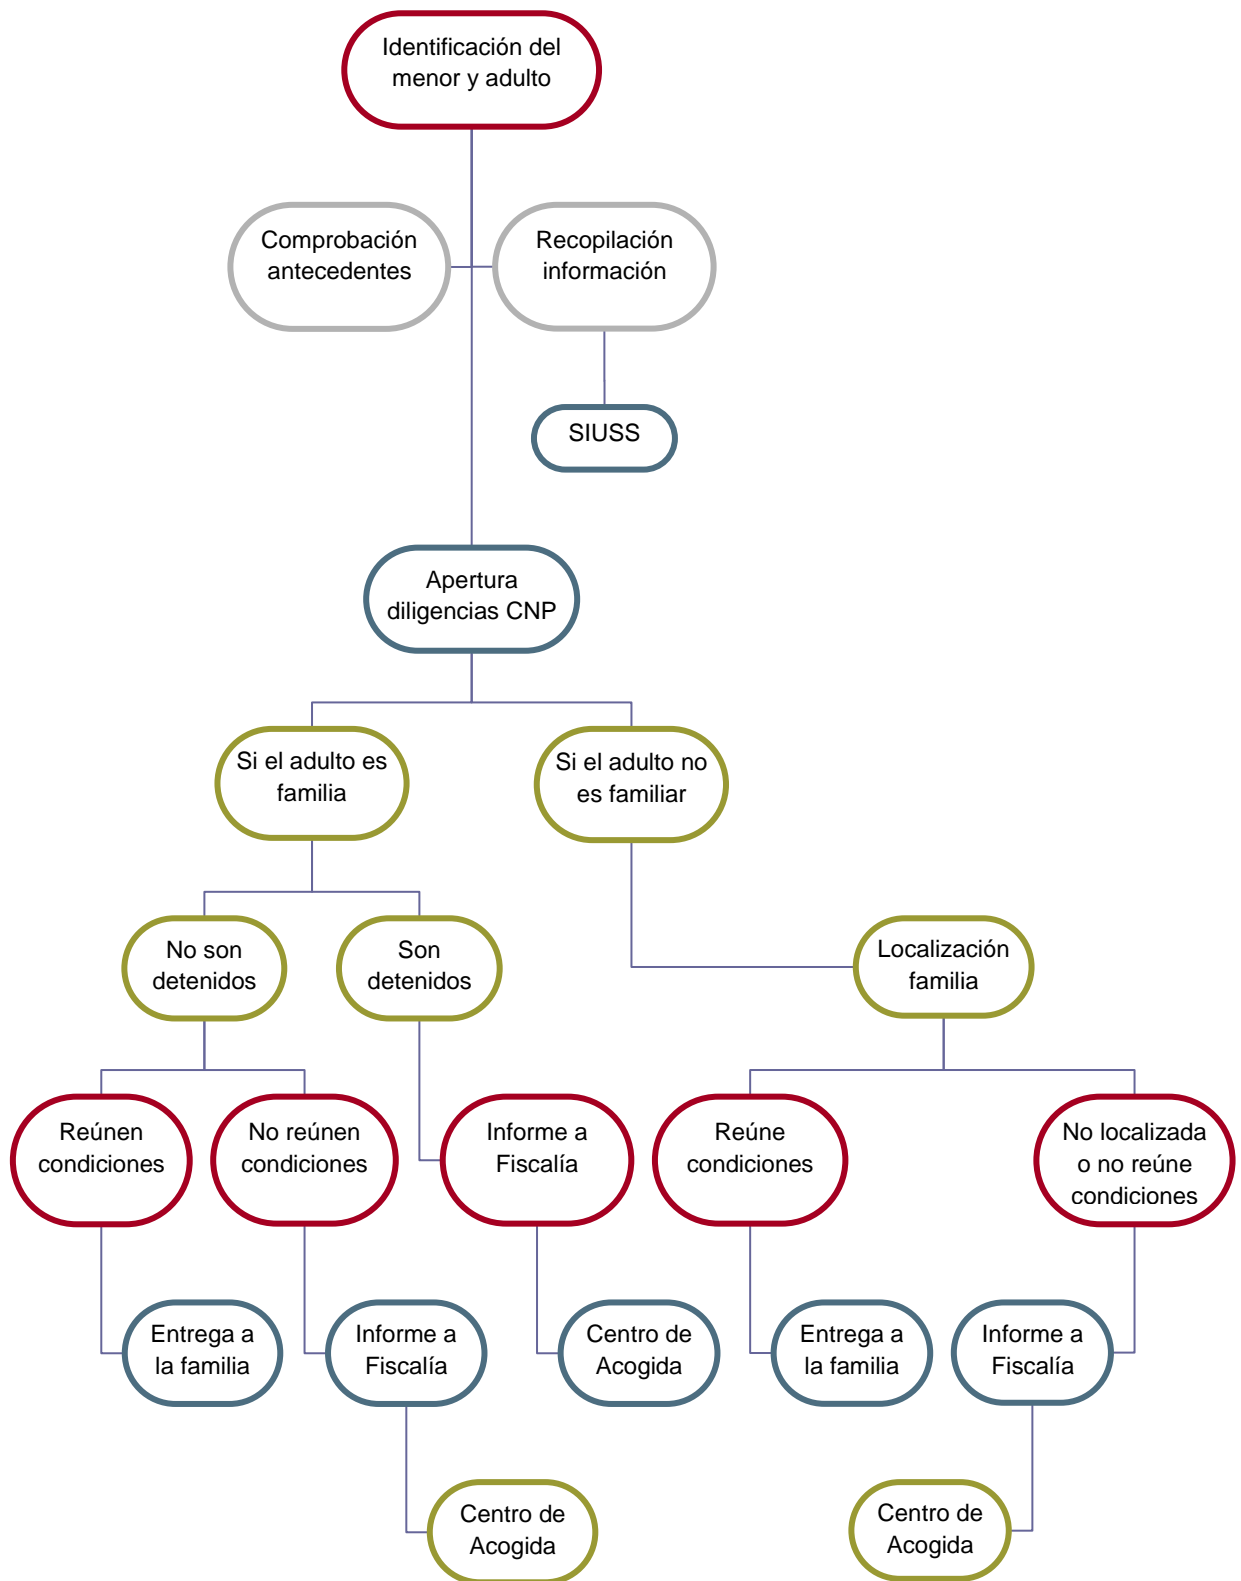 Identificación del
menor y adulto
Comprobación
antecedentes
Recopilación
información
SIUSS
Apertura
diligencias CNP
Si el adulto es
familia
Si el adulto no
es familiar
No son
detenidos
Son
detenidos
Localización
familia
Reúnen
condiciones
No reúnen
condiciones
Informe a
Fiscalía
Reúne
condiciones
No localizada
o no reúne
condiciones
Entrega a
la familia
Informe a
Fiscalía
Centro de
Acogida
Entrega a
la familia
Informe a
Fiscalía
Centro de
Acogida
Centro de
Acogida